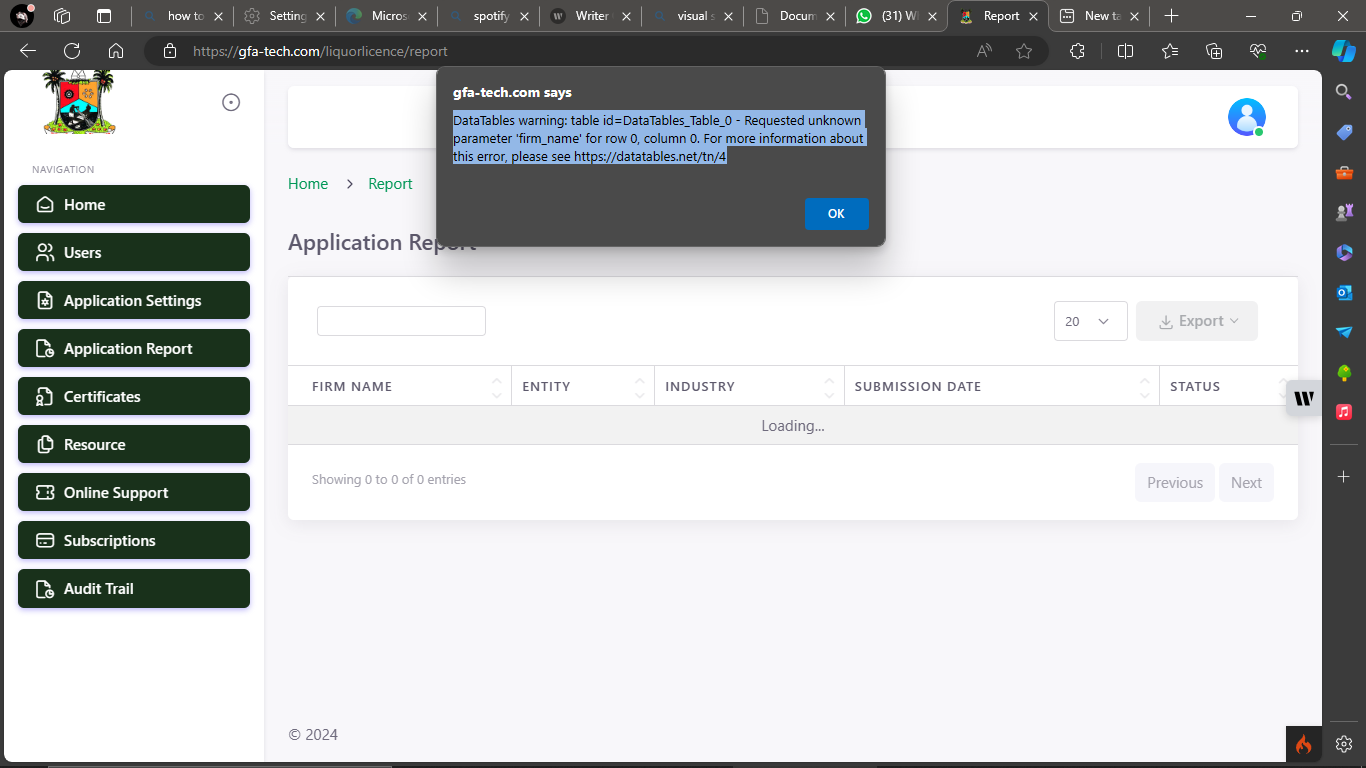 how to
Setting
Micros
spotify
Writer
visual s
Docum
(31) W
Report
New ta
https://gfa-tech.com/liquorlicence/report
gfa-tech.com says
DataTables warning: table id=DataTables_Table_0 - Requested unknown
parameter 'firm_name' for row 0, column 0. For more information about
this error, please see https://datatables.net/tn/4
OK
NAVIGATION
Home
Users
Application Settings
Application Report
Certificates
Resource
Online Support
Subscriptions
Audit Trail
Home > Report
Application Report
20
Export
FIRM NAME
ENTITY
INDUSTRY
SUBMISSION DATE
STATUS
Loading...
Showing 0 to 0 of 0 entries
Previous
Next
© 2024